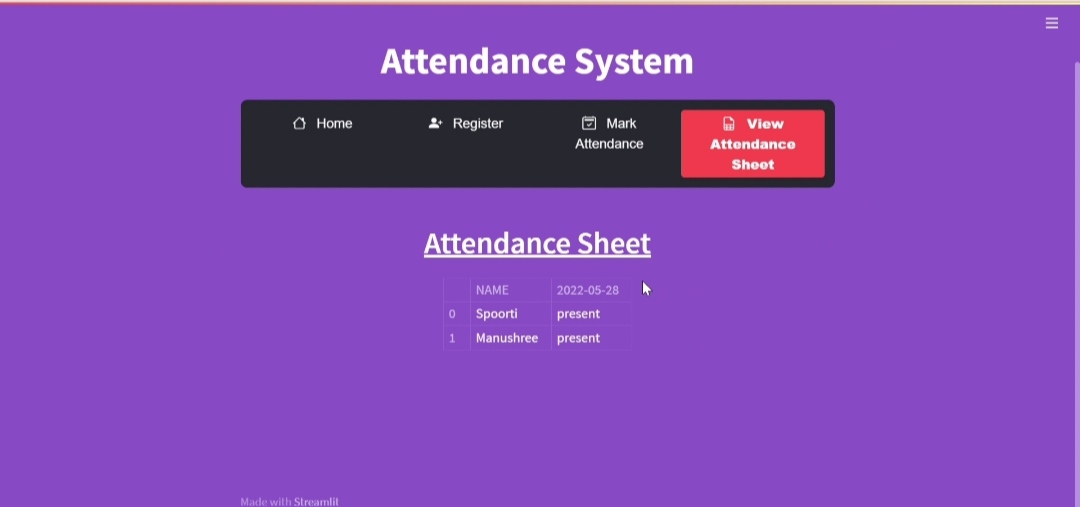 Attendance System
Home
Register
Mark
Attendance
View
Attendance
Sheet
Attendance Sheet
NAME 2022-05-28
0 Spoorti present
1 Manushree present
Made with Streamlit